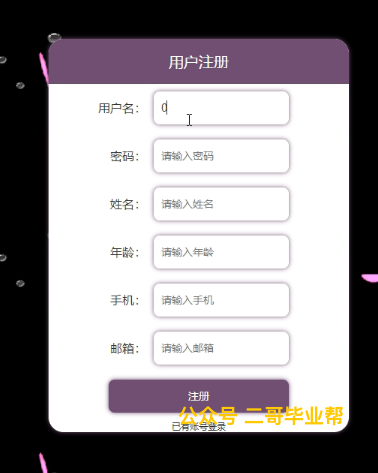 用户注册
用户名： 0
密码： 请输入密码
姓名： 请输入姓名
年龄： 请输入年龄
手机： 请输入手机
邮箱： 请输入邮箱
注册
公众号 二哥毕业帮
已有账号登录